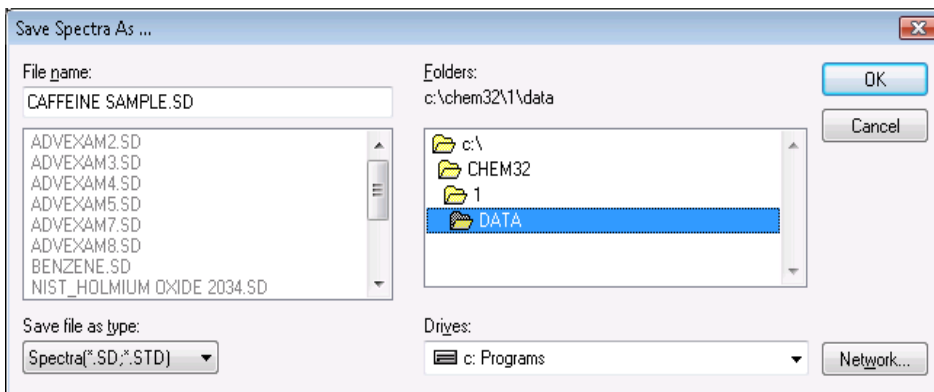 Save Spectra As ...
File name:
CAFFEINE SAMPLE.SD
ADVEXAM2.SD
ADVEXAM3.SD
ADVEXAM4.SD
ADVEXAM5.SD
ADVEXAM7.SD
ADVEXAM8.SD
BENZENE.SD
NIST_HOLMIUM OXIDE 2034.SD
Save file as type:
Spectra(*.SD;*.STD)
Folders:
c:\chem32\1\data
c:\
CHEM32
1
DATA
Drives:
c: Programs
OK
Cancel
Network...